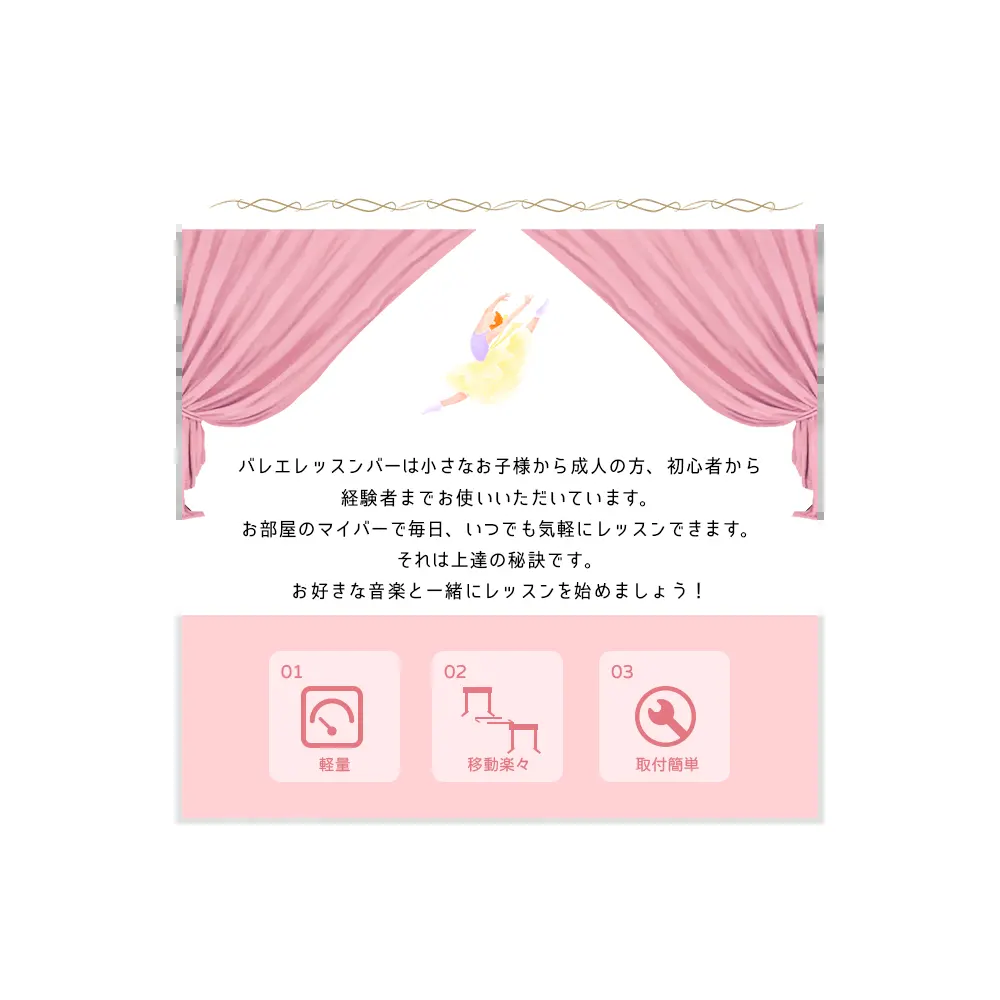 バレエレッスンバーは小さなお子様から成人の方、初心者から
経験者までお使いいただいています。
お部屋のマイバーで毎日、いつでも気軽にレッスンできます。
それは上達の秘訣です。
お好きな音楽と一緒にレッスンを始めましょう！
01
軽量
02
移動楽々
03
取付簡単